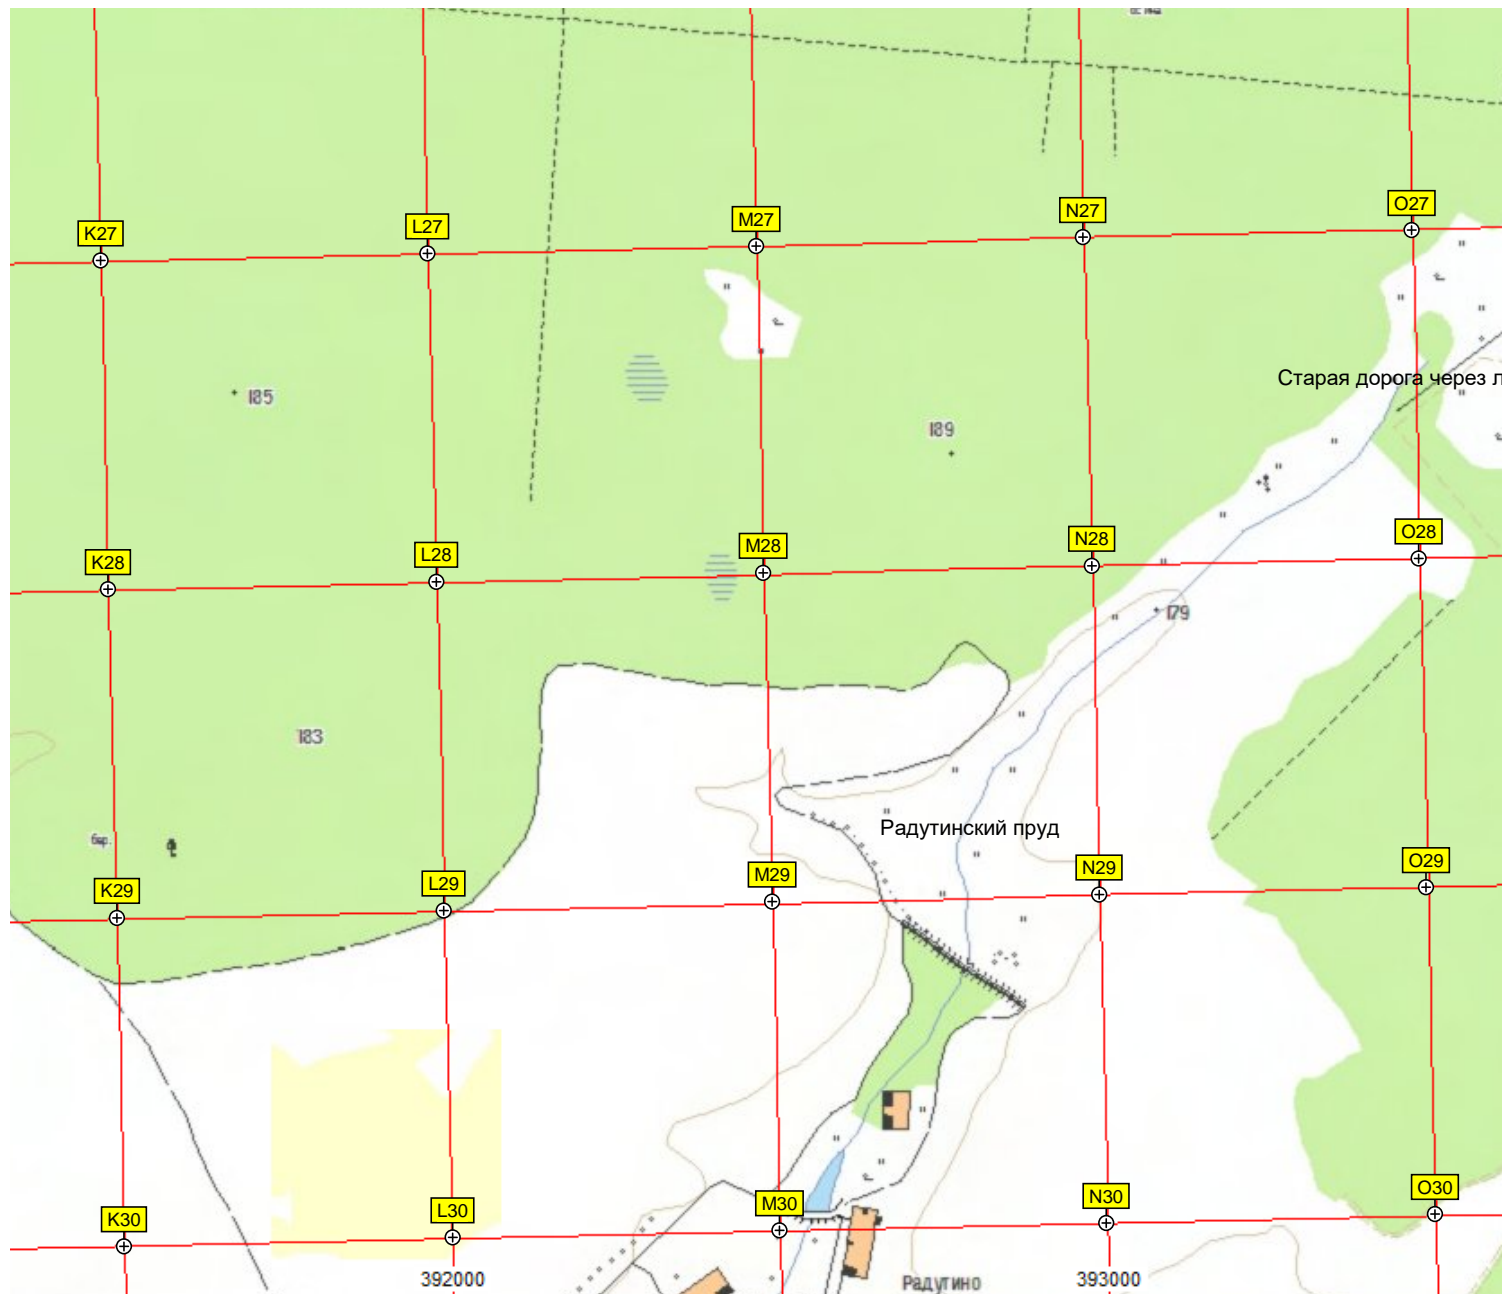 O27
N27
M27
L27
K27
Старая дорога через л
185
189
O28
N28
M28
L28
K28
179
183
Радутинский пруд
бар.
O29
N29
M29
L29
K29
O30
N30
M30
L30
K30
392000
393000
Радутино